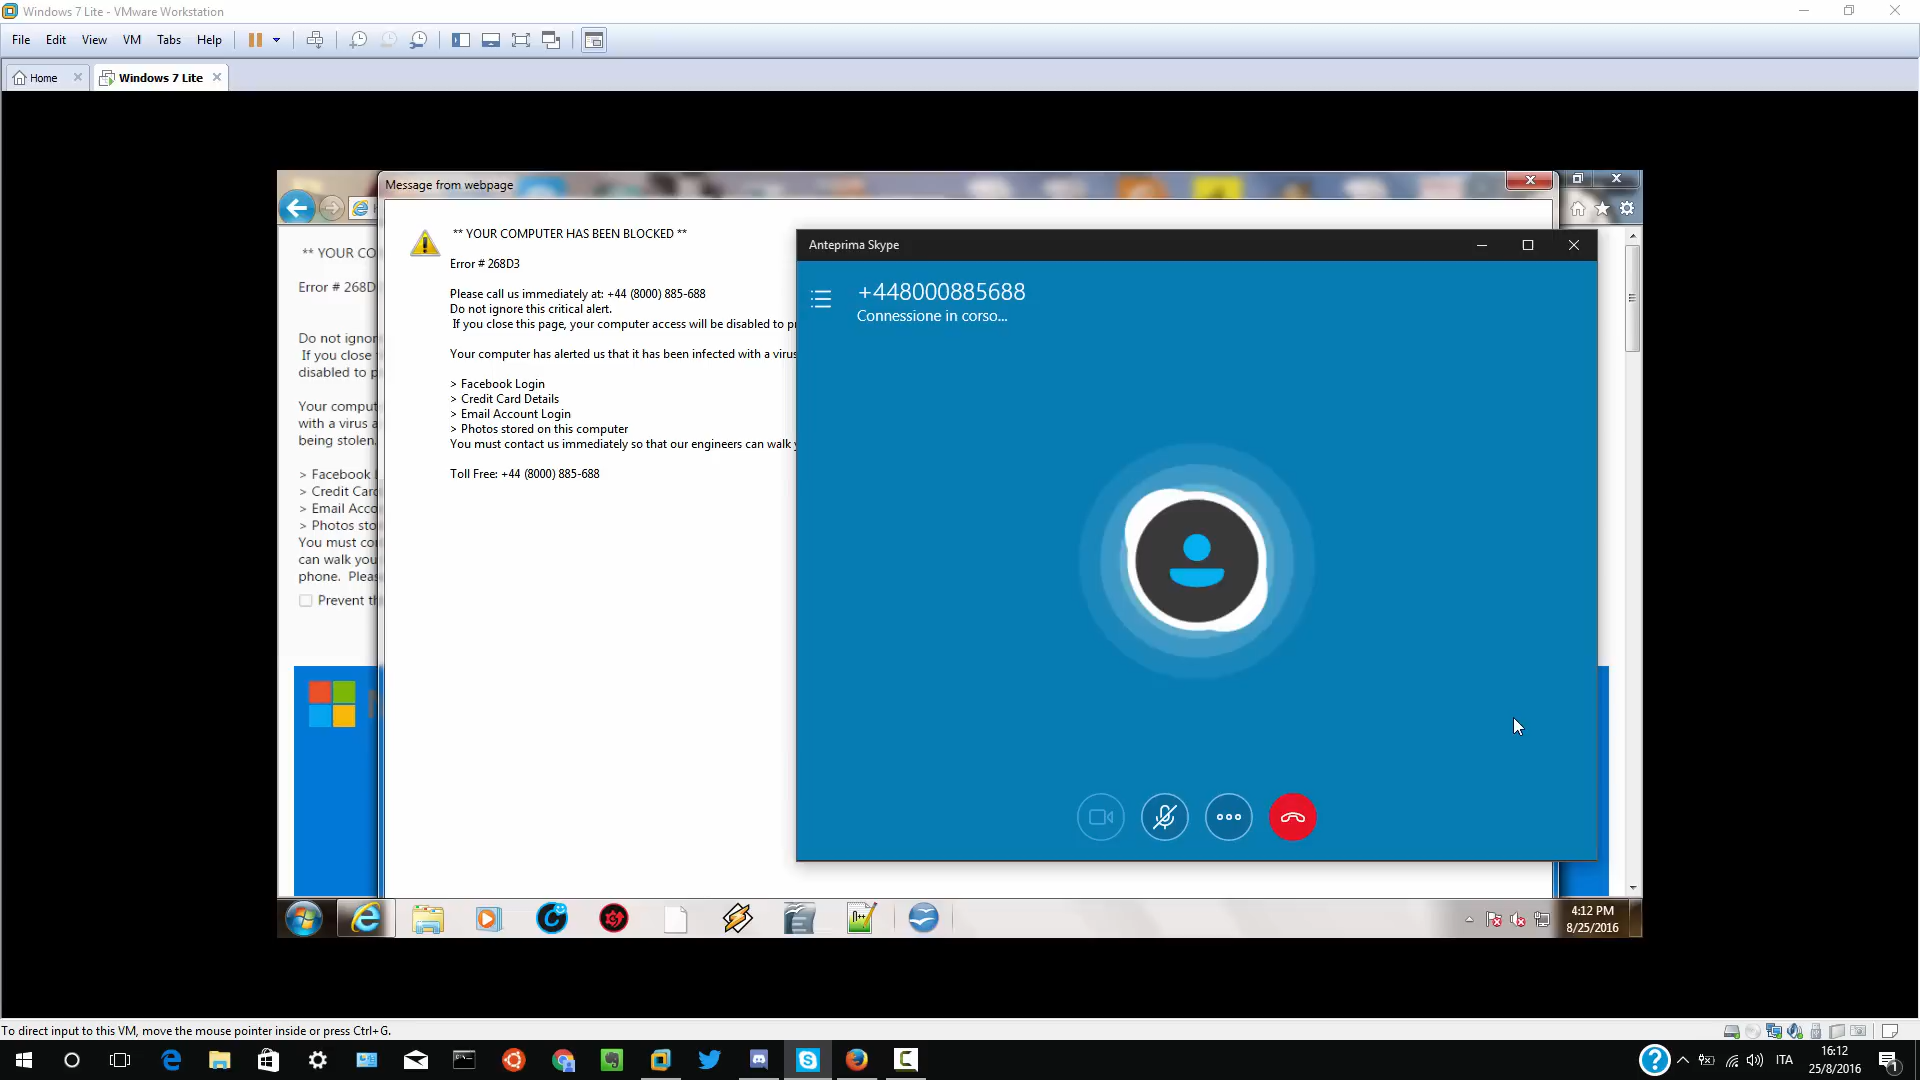 Windows 7 Lite - VMware Workstation
File Edit View VM Tabs Help
Home
Windows 7 Lite
Message from webpage
** YOUR CO
Error # 268D
Do not ignor
If you close
disabled to p
Your comput
with a virus a
being stolen.
> Facebook L
> Credit Card
> Email Acco
> Photos sto
You must con
can walk you
phone. Pleas
Prevent th
** YOUR COMPUTER HAS BEEN BLOCKED **
Error # 268D3
Please call us immediately at: +44 (8000) 885-688
Do not ignore this critical alert.
If you close this page, your computer access will be disabled to pr
Your computer has alerted us that it has been infected with a virus
> Facebook Login
> Credit Card Details
> Email Account Login
> Photos stored on this computer
You must contact us immediately so that our engineers can walk y
Toll Free: +44 (8000) 885-688
Anteprima Skype
+448000885688
Connessione in corso...
4:12 PM
8/25/2016
To direct input to this VM, move the mouse pointer inside or press Ctrl+G.
ITA
16:12
25/8/2016
1